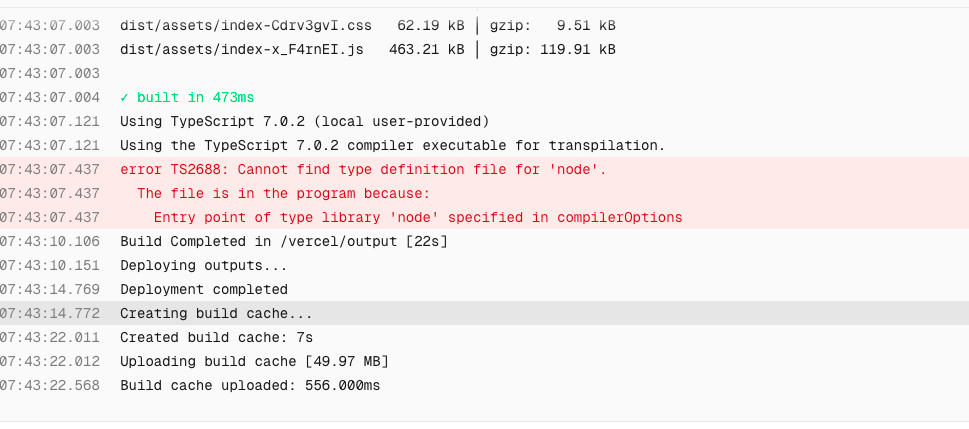 07:43:07.003 dist/assets/index-Cdrv3gvI.css 62.19 kB │ gzip: 9.51 kB
07:43:07.003 dist/assets/index-x_F4rnEI.js 463.21 kB │ gzip: 119.91 kB
07:43:07.003
07:43:07.004 ✓ built in 473ms
07:43:07.121 Using TypeScript 7.0.2 (local user-provided)
07:43:07.121 Using the TypeScript 7.0.2 compiler executable for transpilation.
07:43:07.437 error TS2688: Cannot find type definition file for 'node'.
07:43:07.437 The file is in the program because:
07:43:07.437 Entry point of type library 'node' specified in compilerOptions
07:43:10.106 Build Completed in /vercel/output [22s]
07:43:10.151 Deploying outputs...
07:43:14.769 Deployment completed
07:43:14.772 Creating build cache...
07:43:22.011 Created build cache: 7s
07:43:22.012 Uploading build cache [49.97 MB]
07:43:22.568 Build cache uploaded: 556.000ms